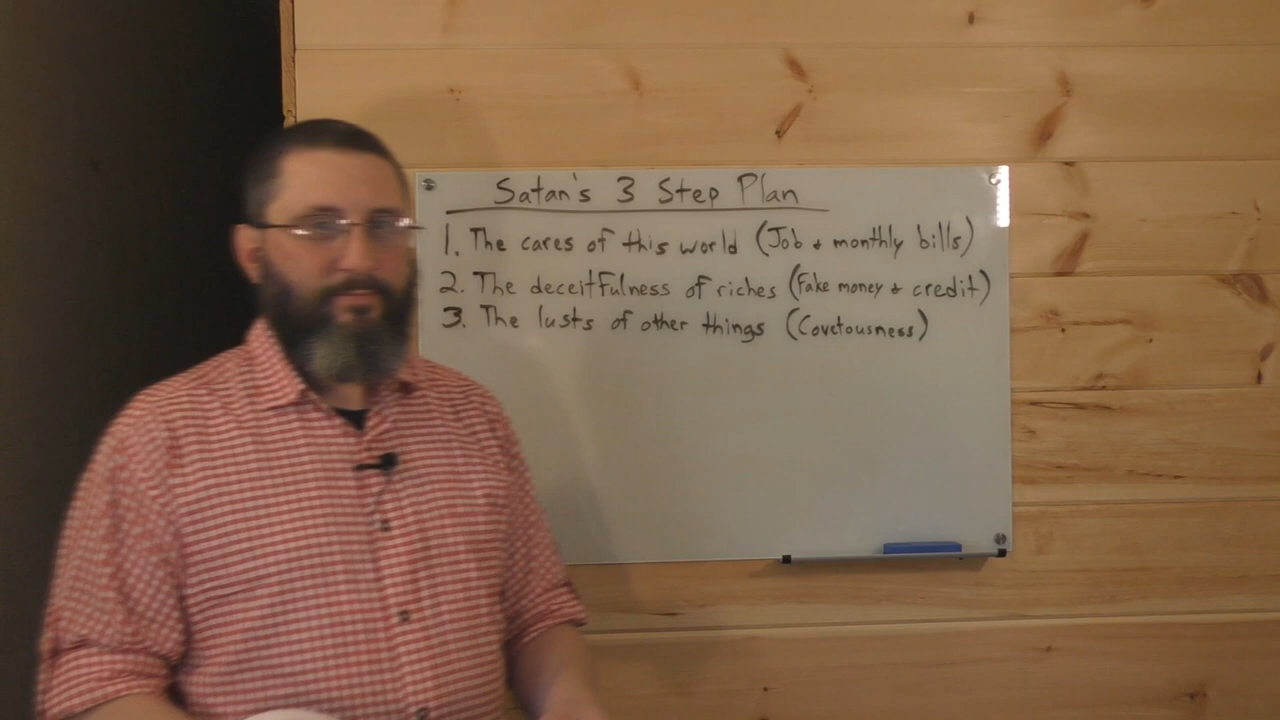 Satan's 3 Step Plan
1. The cares of this world (Job & monthly bills)
2. The deceitfulness of riches (Fake money & credit)
3. The lusts of other things (Covetousness)